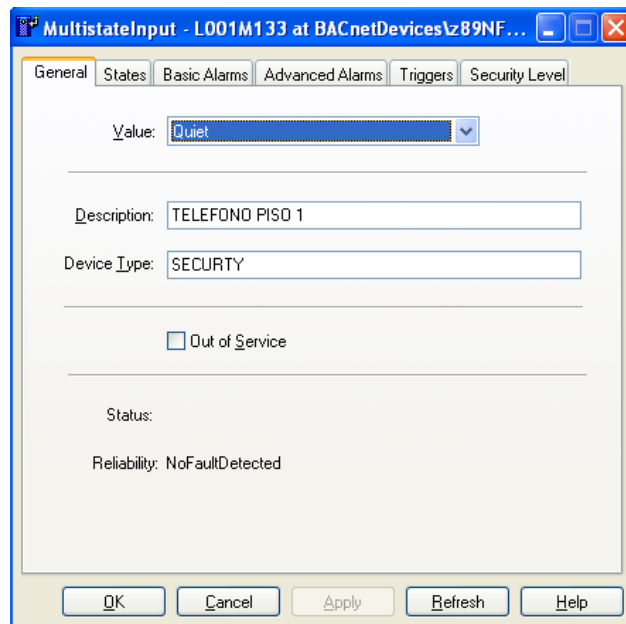 MultistateInput - L001M133 at BACnetDevices\z89NF...
General States Basic Alarms Advanced Alarms Triggers Security Level
Value: Quiet
Description: TELEFONO PISO 1
Device Type: SECURTY
Out of Service
Status:
Reliability: NoFaultDetected
OK Cancel Apply Refresh Help